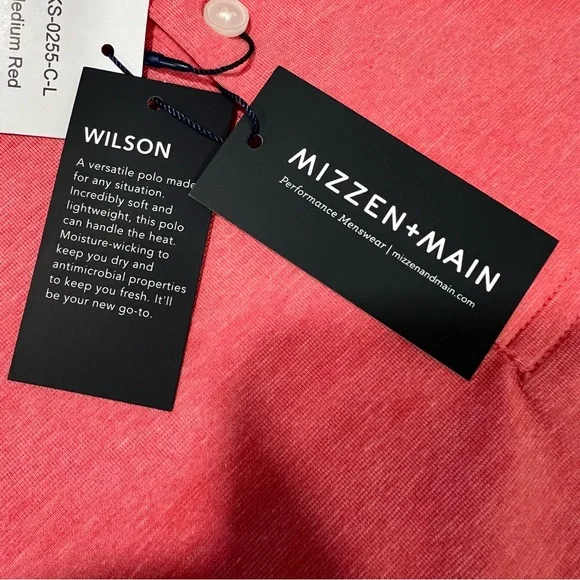 KS-0255-C-L
Medium Red
WILSON
A versatile polo made
for any situation.
Incredibly soft and
lightweight, this polo
can handle the heat.
Moisture-wicking to
keep you dry and
antimicrobial properties
to keep you fresh. It'll
be your new go-to.
MIZZEN+MAIN
Performance Menswear | mizzenandmain.com